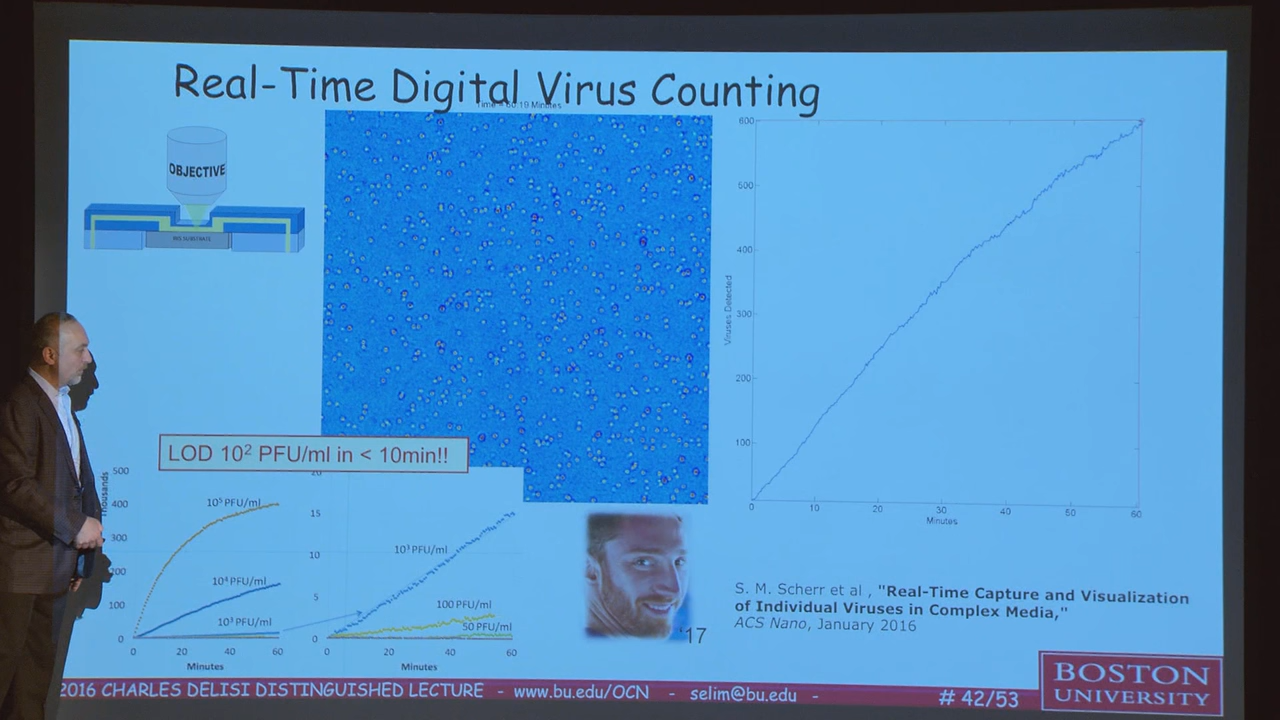 Real-Time Digital Virus Counting
Time = 60.19 Minutes
OBJECTIVE
IRIS SUBSTRATE
600
500
400
300
200
100
0
10
20
30
40
50
60
Viruses Detected
Minutes
LOD 10² PFU/ml in < 10min!!
Thousands
500
400
300
200
100
0
10⁵ PFU/ml
10⁴ PFU/ml
10³ PFU/ml
0
20
40
60
Minutes
20
15
10
5
0
10³ PFU/ml
100 PFU/ml
50 PFU/ml
0
20
40
60
Minutes
'17
S. M. Scherr et al , "Real-Time Capture and Visualization
of Individual Viruses in Complex Media,"
ACS Nano, January 2016
2016 CHARLES DELISI DISTINGUISHED LECTURE - www.bu.edu/OCN - selim@bu.edu -
# 42/53
BOSTON
UNIVERSITY